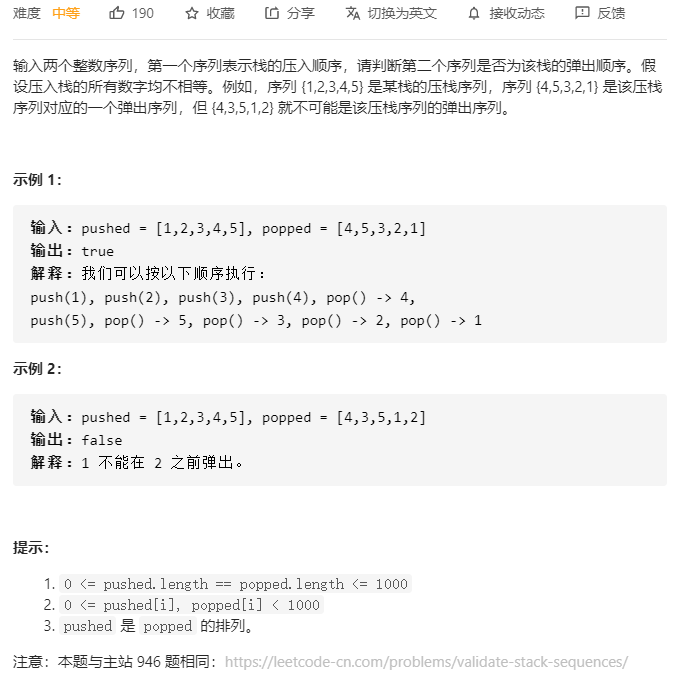 难度 中等 190 收藏 分享 切换为英文 接收动态 反馈
输入两个整数序列，第一个序列表示栈的压入顺序，请判断第二个序列是否为该栈的弹出顺序。假
设压入栈的所有数字均不相等。例如，序列 {1,2,3,4,5} 是某栈的压栈序列，序列 {4,5,3,2,1} 是该压栈
序列对应的一个弹出序列，但 {4,3,5,1,2} 就不可能是该压栈序列的弹出序列。
示例 1：
输入：pushed = [1,2,3,4,5], popped = [4,5,3,2,1]
输出：true
解释：我们可以按以下顺序执行：
push(1), push(2), push(3), push(4), pop() -> 4,
push(5), pop() -> 5, pop() -> 3, pop() -> 2, pop() -> 1
示例 2：
输入：pushed = [1,2,3,4,5], popped = [4,3,5,1,2]
输出：false
解释：1 不能在 2 之前弹出。
提示：
1. 0 <= pushed.length == popped.length <= 1000
2. 0 <= pushed[i], popped[i] < 1000
3. pushed 是 popped 的排列。
注意：本题与主站 946 题相同：https://leetcode-cn.com/problems/validate-stack-sequences/